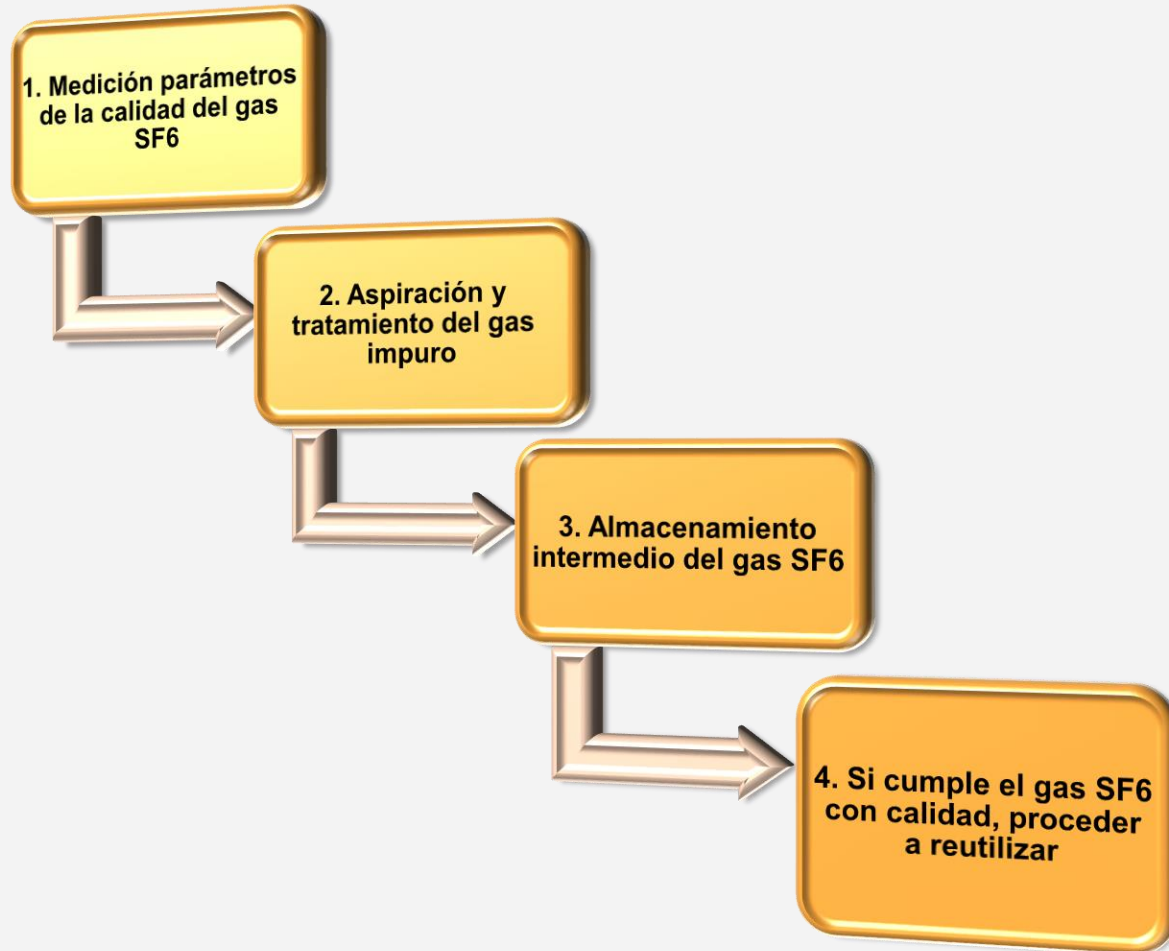 1. Medición parámetros
de la calidad del gas
SF6
2. Aspiración y
tratamiento del gas
impuro
3. Almacenamiento
intermedio del gas SF6
4. Si cumple el gas SF6
con calidad, proceder
a reutilizar